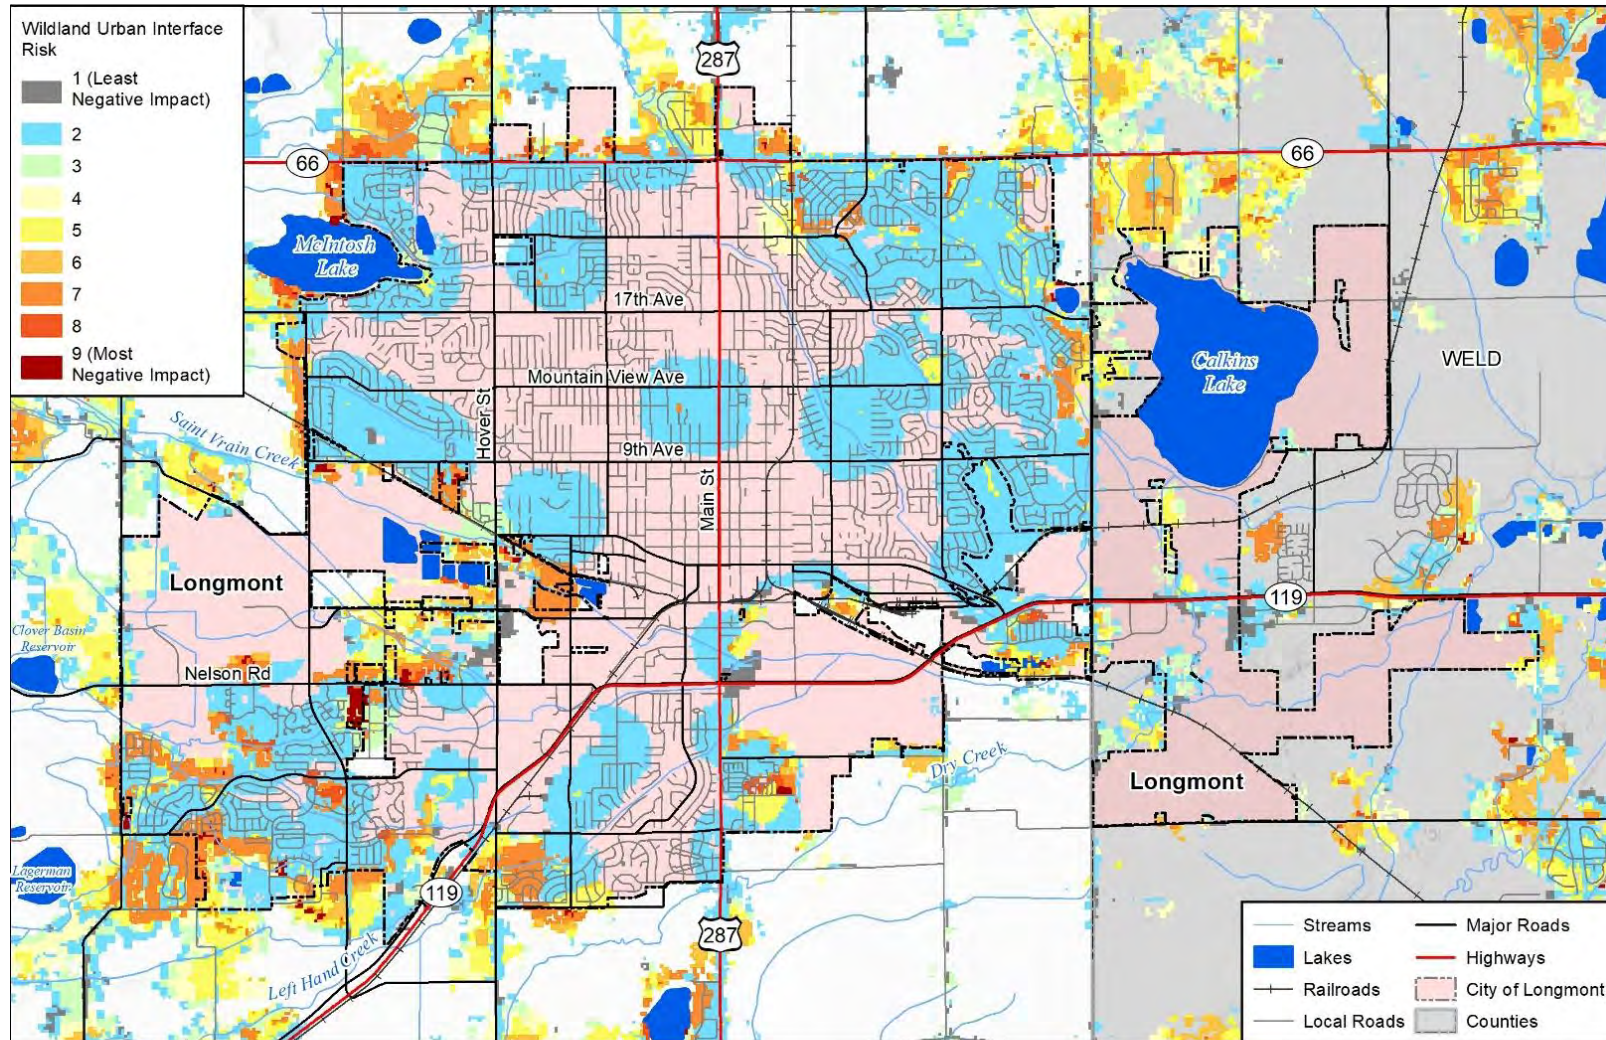 Wildland Urban Interface
Risk
1 (Least
Negative Impact)
2
3
4
5
6
7
8
9 (Most
Negative Impact)
287
66
66
McIntosh
Lake
17th Ave
Calkins
Lake
WELD
Mountain View Ave
Hover St
Saint Vrain Creek
9th Ave
Main St
Longmont
119
Clover Basin
Reservoir
Nelson Rd
Dry Creek
Longmont
Lagerman
Reservoir
119
287
Left Hand Creek
Streams
Lakes
Railroads
Local Roads
Major Roads
Highways
City of Longmont
Counties